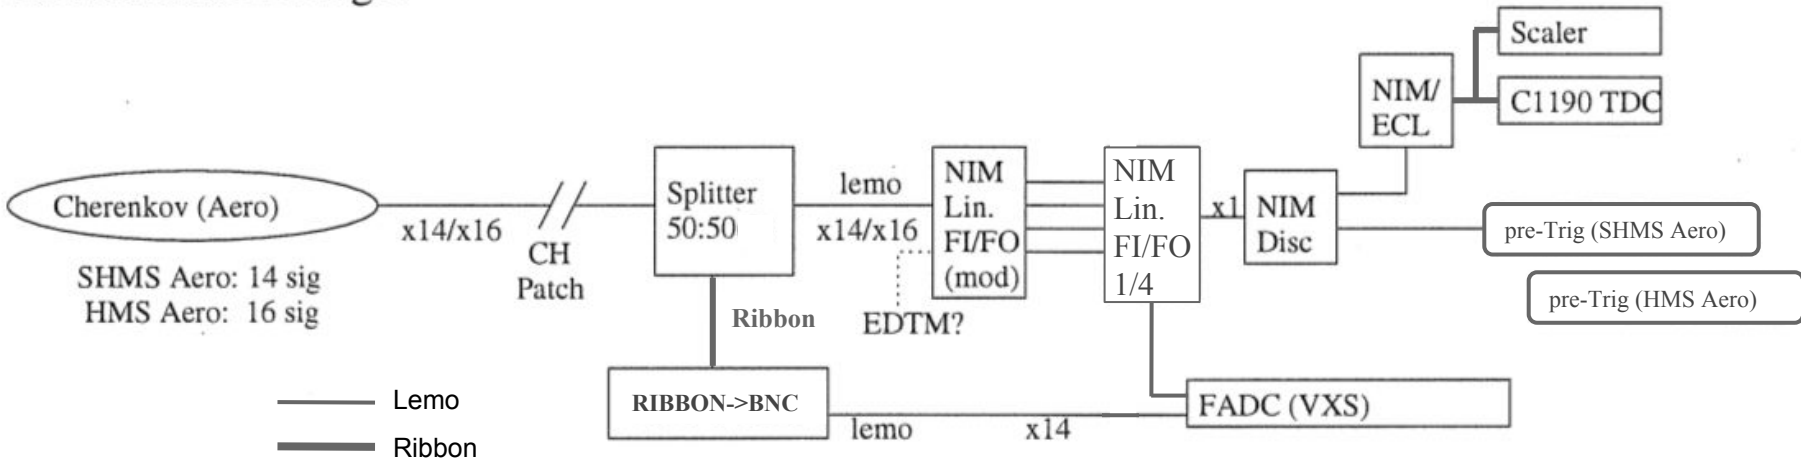 Scaler
C1190 TDC
NIM/
ECL
Cherenkov (Aero)
x14/x16
CH
Patch
SHMS Aero: 14 sig
HMS Aero: 16 sig
Splitter
50:50
lemo
x14/x16
NIM
Lin.
FI/FO
(mod)
EDTM?
NIM
Lin.
FI/FO
1/4
x1
NIM
Disc
pre-Trig (SHMS Aero)
pre-Trig (HMS Aero)
Ribbon
RIBBON->BNC
lemo
x14
FADC (VXS)
Lemo
Ribbon